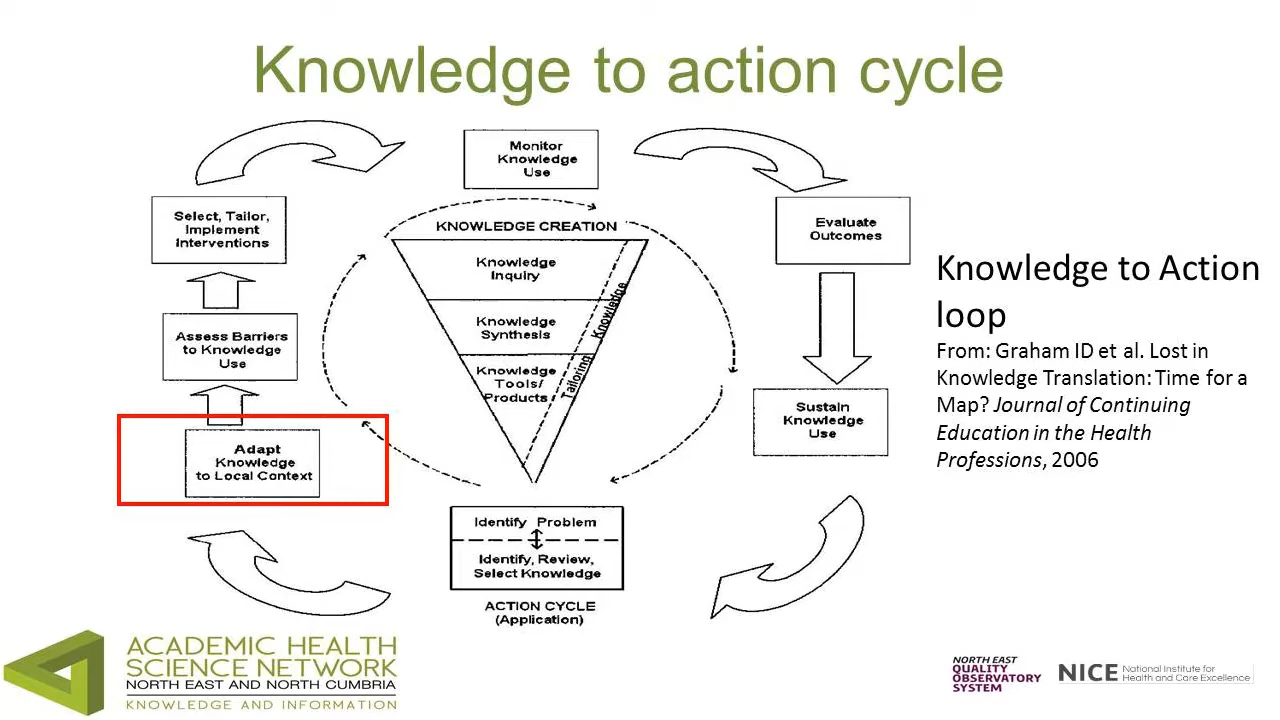 Knowledge to action cycle
Monitor
Knowledge
Use
Select, Tailor,
Implement
Interventions
Evaluate
Outcomes
KNOWLEDGE CREATION
Knowledge
Inquiry
Knowledge
Synthesis
Knowledge
Tools/
Products
Tailoring Knowledge
Assess Barriers
to Knowledge
Use
Sustain
Knowledge
Use
Adapt
Knowledge
to Local Context
Identify Problem
Identify, Review,
Select Knowledge
ACTION CYCLE
(Application)
Knowledge to Action
loop
From: Graham ID et al. Lost in
Knowledge Translation: Time for a
Map? Journal of Continuing
Education in the Health
Professions, 2006
ACADEMIC HEALTH
SCIENCE NETWORK
NORTH EAST AND NORTH CUMBRIA
KNOWLEDGE AND INFORMATION
NORTH EAST
QUALITY
OBSERVATORY
SYSTEM
NICE National Institute for
Health and Care Excellence